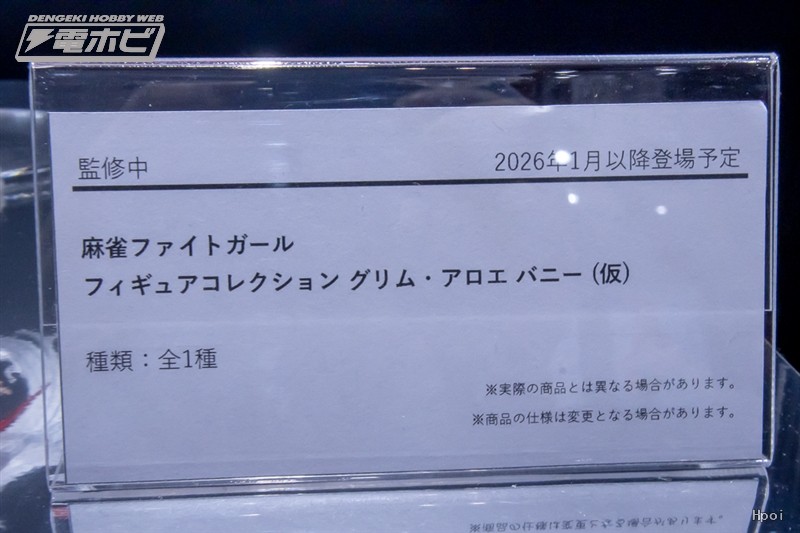 DENGEKI HOBBY WEB
電ホビ
監修中
2026年1月以降登場予定
麻雀ファイトガール
フィギュアコレクション グリム・アロエ バニー (仮)
種類：全1種
※実際の商品とは異なる場合があります。
※商品の仕様は変更となる場合があります。
Hpoi